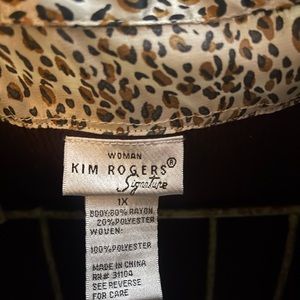 WOMAN
KIM ROGERS®
Signature
1X
BODY:80% RAYON
20% POLYESTER
WOVEN:
100%POLYESTER
MADE IN CHINA
RN# 31104
SEE REVERSE
FOR CARE